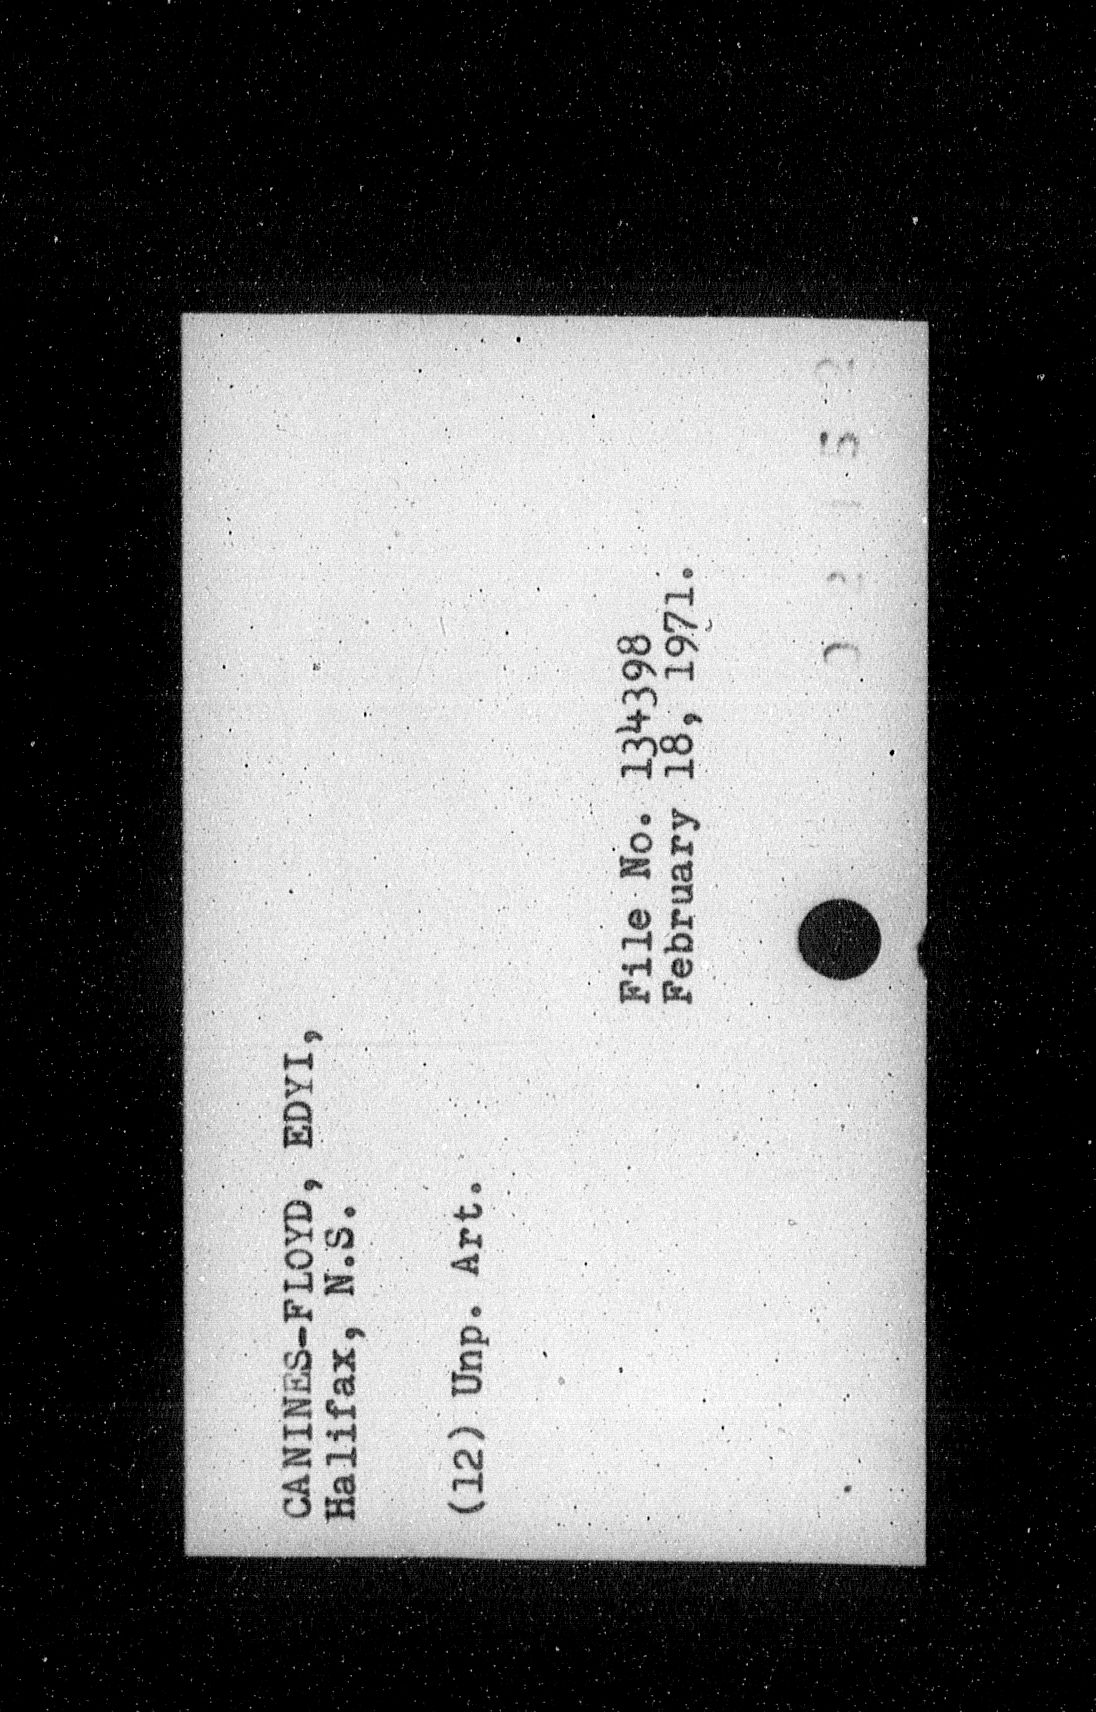 CANINES-FLOYD, EDYI,
Halifax, N.S.
(12) Unp. Art.
File No. 134398
February 18, 1971.